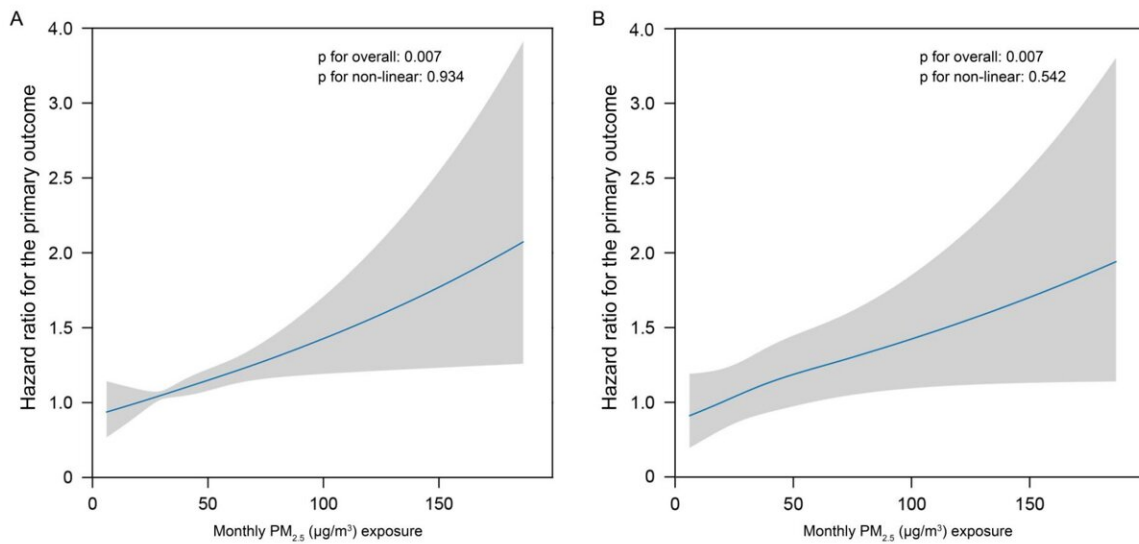 A
4.0
3.0
2.5
2.0
1.5
1.0
0
Hazard ratio for the primary outcome
p for overall: 0.007
p for non-linear: 0.934
0
50
100
150
Monthly PM2.5 (µg/m³) exposure
B
4.0
3.0
2.5
2.0
1.5
1.0
0
Hazard ratio for the primary outcome
p for overall: 0.007
p for non-linear: 0.542
0
50
100
150
Monthly PM2.5 (µg/m³) exposure